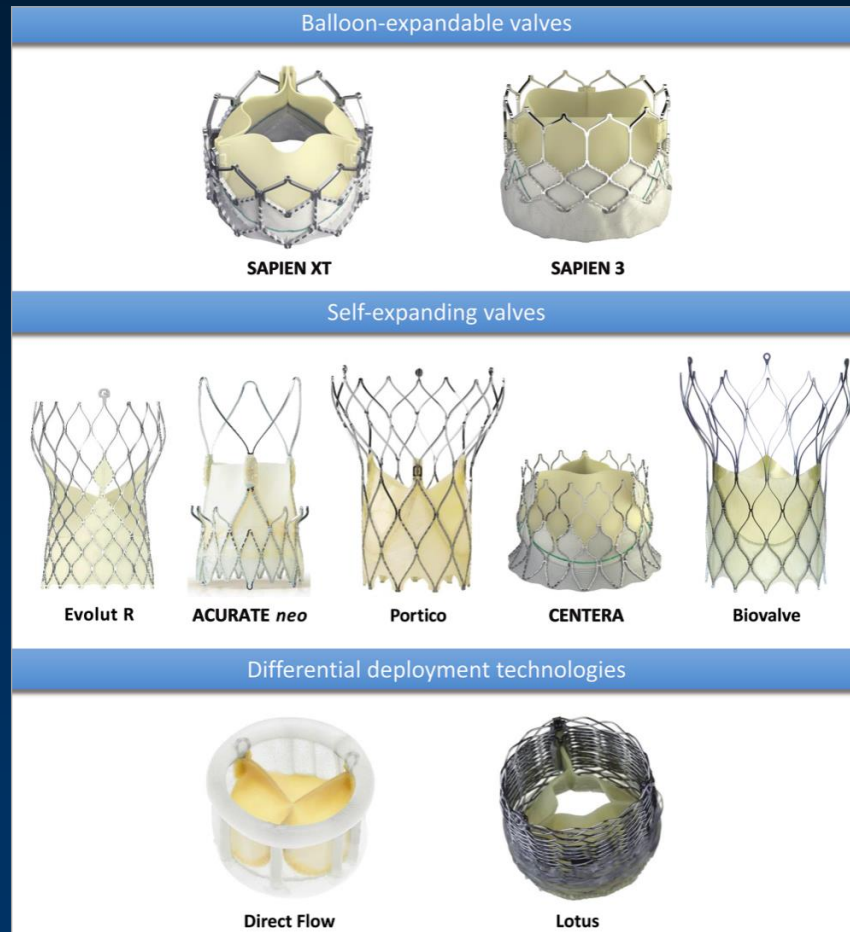 Balloon-expandable valves
SAPIEN XT
SAPIEN 3
Self-expanding valves
Evolut R
ACURATE neo
Portico
CENTERA
Biovalve
Differential deployment technologies
Direct Flow
Lotus